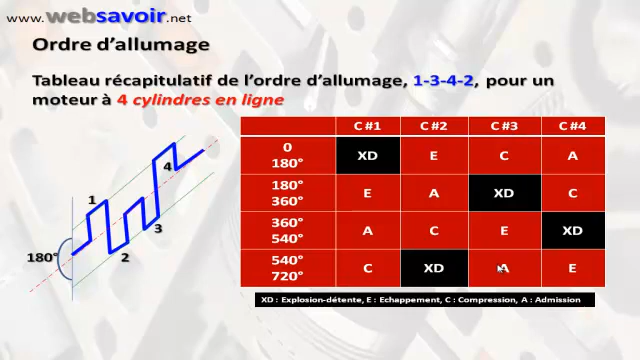 www.websavoir.net
Ordre d'allumage
Tableau récapitulatif de l'ordre d'allumage, 1-3-4-2, pour un
moteur à 4 cylindres en ligne
C #1 C #2 C #3 C #4
0
180° XD E C A
180°
360° E A XD C
360°
540° A C E XD
540°
720° C XD A E
1
2
3
4
180°
XD : Explosion-détente, E : Echappement, C : Compression, A : Admission